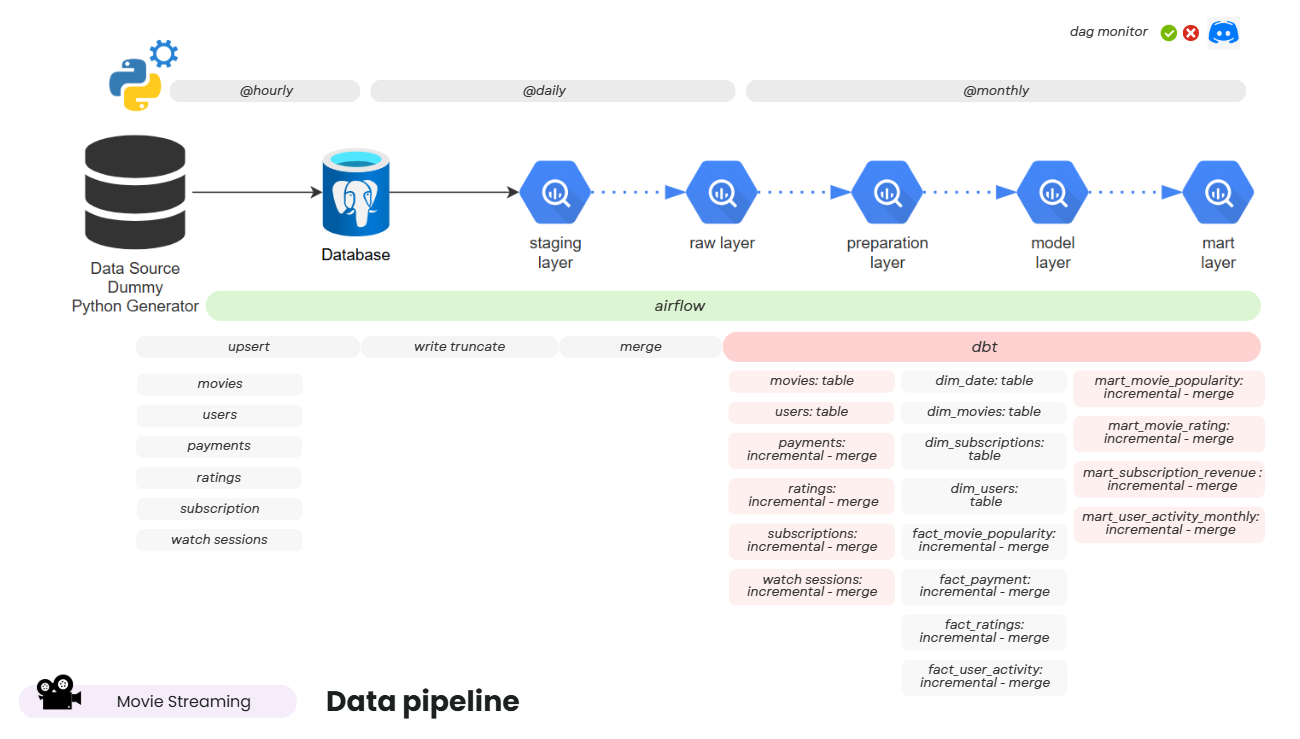 dag monitor
@hourly
@daily
@monthly
Data Source
Dummy
Python Generator
Database
staging
layer
raw layer
preparation
layer
model
layer
mart
layer
airflow
upsert
write truncate
merge
dbt
movies
users
payments
ratings
subscription
watch sessions
movies: table
users: table
payments:
incremental - merge
ratings:
incremental - merge
subscriptions:
incremental - merge
watch sessions:
incremental - merge
dim_date: table
dim_movies: table
dim_subscriptions:
table
dim_users:
table
fact_movie_popularity:
incremental - merge
fact_payment:
incremental - merge
fact_ratings:
incremental - merge
fact_user_activity:
incremental - merge
mart_movie_popularity:
incremental - merge
mart_movie_rating:
incremental - merge
mart_subscription_revenue :
incremental - merge
mart_user_activity_monthly:
incremental - merge
Movie Streaming
Data pipeline